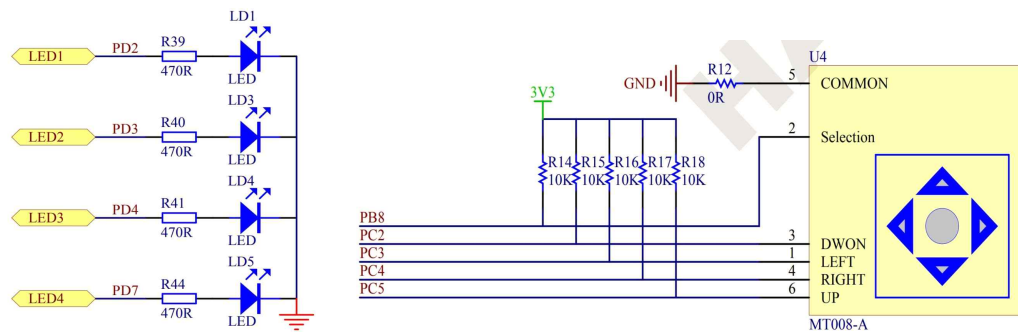 LD1
LED1 PD2 R39
470R
LED
LD3
LED2 PD3 R40
470R
LED
LD4
LED3 PD4 R41
470R
LED
LD5
LED4 PD7 R44
470R
LED
U4
GND R12 5 COMMON
0R
3V3
2 Selection
R14 R15 R16 R17 R18
10K 10K 10K 10K 10K
PB8
PC2 3 DWON
PC3 1 LEFT
PC4 4 RIGHT
PC5 6 UP
MT008-A